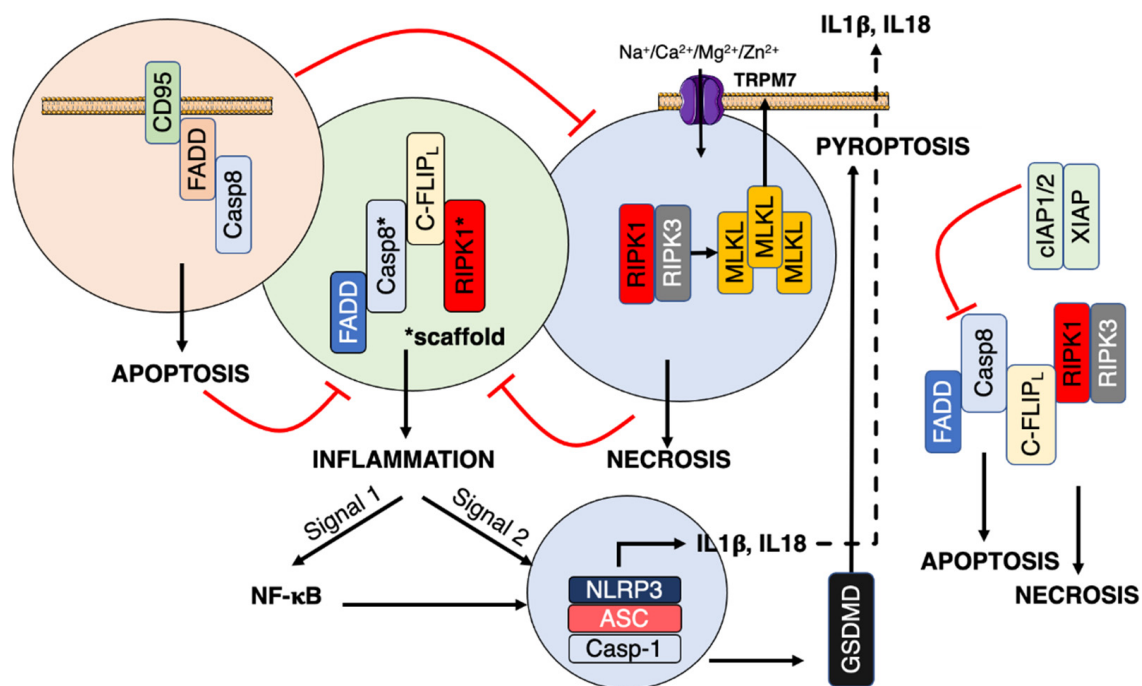 IL1β, IL18
Na⁺/Ca²⁺/Mg²⁺/Zn²⁺
TRPM7
CD95
FADD
Casp8
APOPTOSIS
FADD
Casp8*
C-FLIPL
RIPK1*
*scaffold
INFLAMMATION
RIPK1
RIPK3
MLKL
MLKL
MLKL
NECROSIS
PYROPTOSIS
cIAP1/2
XIAP
FADD
Casp8
C-FLIPL
RIPK1
RIPK3
APOPTOSIS
NECROSIS
Signal 1
Signal 2
NF-κB
IL1β, IL18
NLRP3
ASC
Casp-1
GSDMD